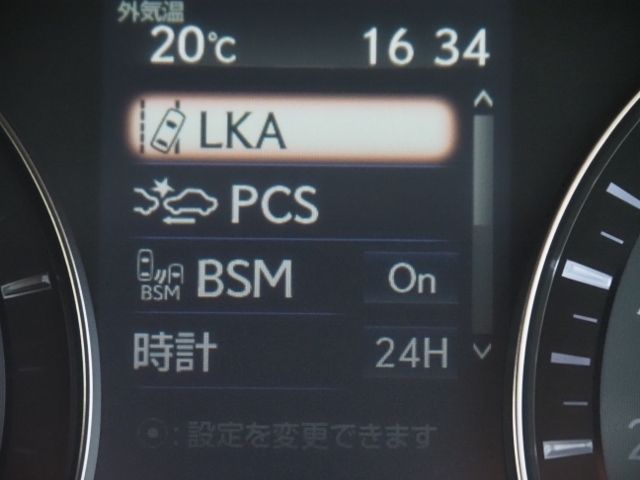 外気温
20℃ 16 34
LKA
PCS
BSM BSM On
時計 24H
⦿:設定を変更できます
2